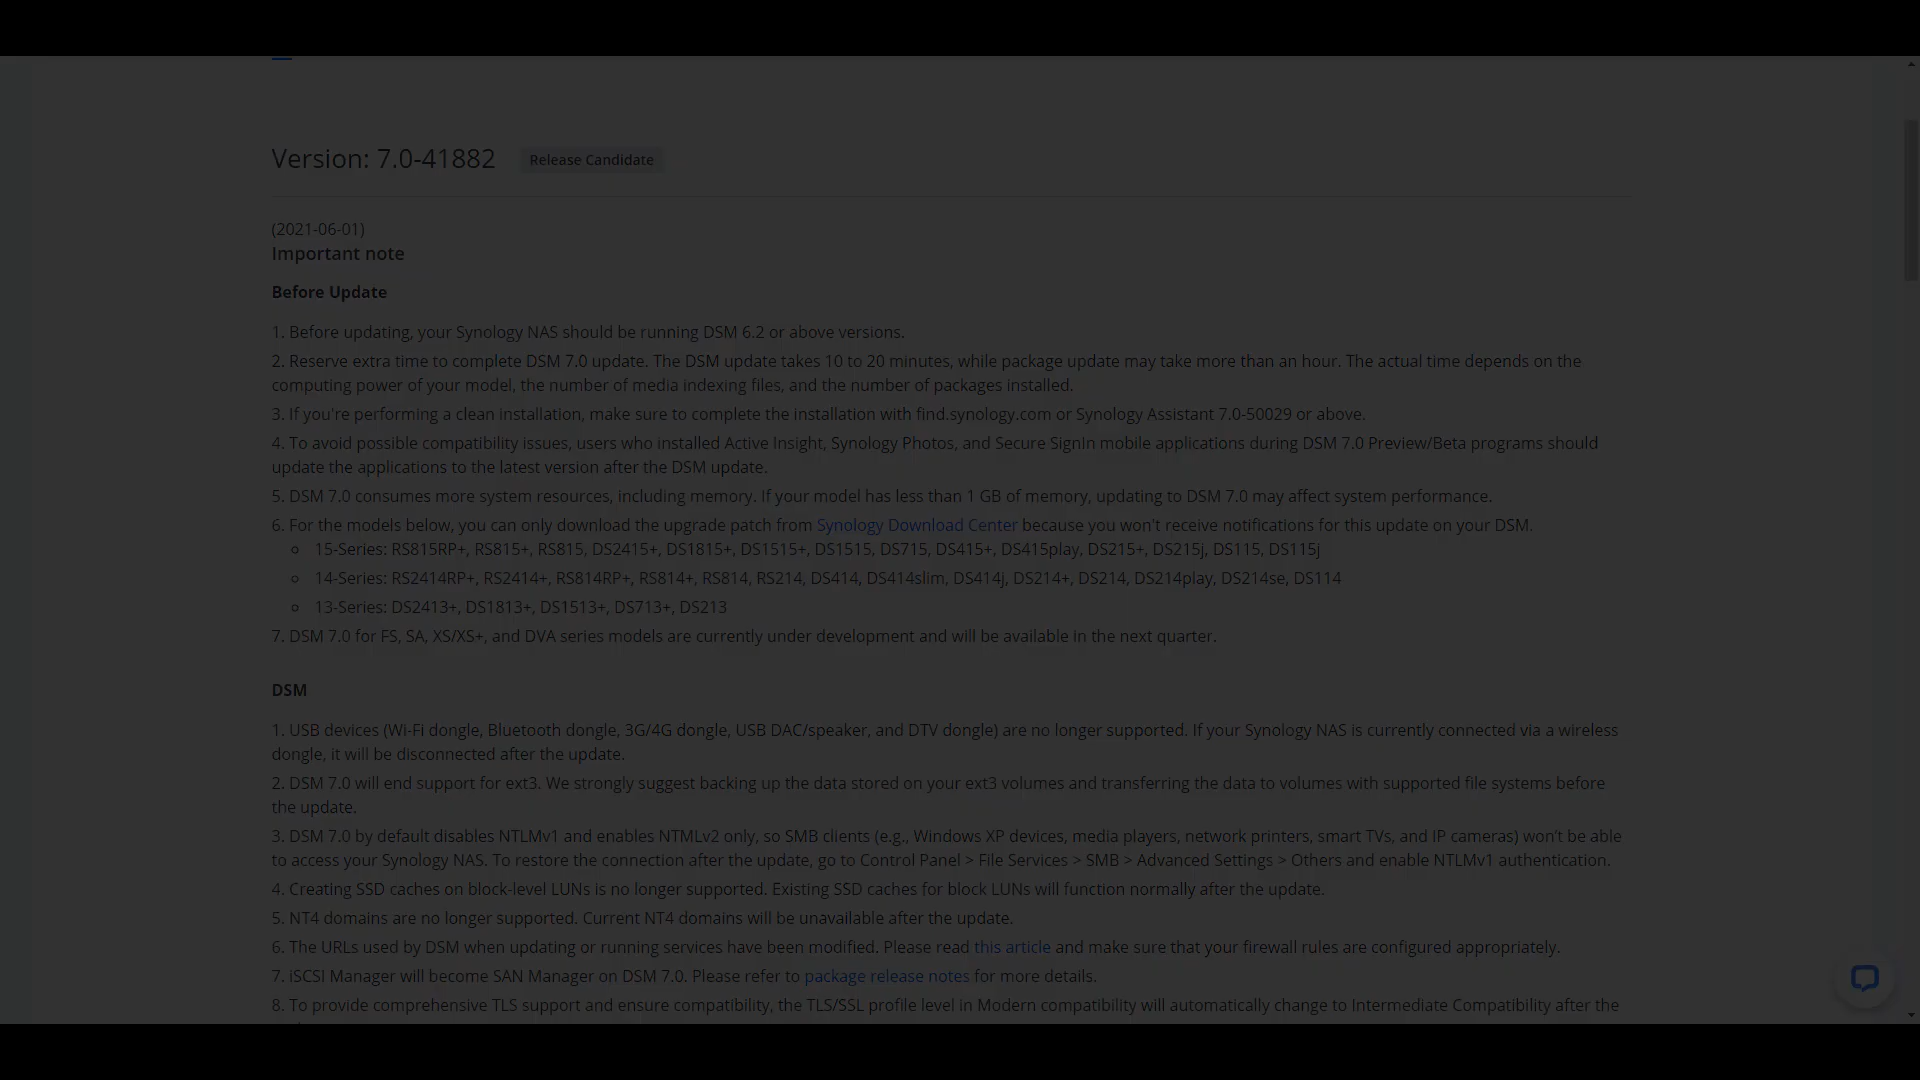 Version: 7.0-41882 Release Candidate
(2021-06-01)
Important note
Before Update
1. Before updating, your Synology NAS should be running DSM 6.2 or above versions.
2. Reserve extra time to complete DSM 7.0 update. The DSM update takes 10 to 20 minutes, while package update may take more than an hour. The actual time depends on the
computing power of your model, the number of media indexing files, and the number of packages installed.
3. If you're performing a clean installation, make sure to complete the installation with find.synology.com or Synology Assistant 7.0-50029 or above.
4. To avoid possible compatibility issues, users who installed Active Insight, Synology Photos, and Secure SignIn mobile applications during DSM 7.0 Preview/Beta programs should
update the applications to the latest version after the DSM update.
5. DSM 7.0 consumes more system resources, including memory. If your model has less than 1 GB of memory, updating to DSM 7.0 may affect system performance.
6. For the models below, you can only download the upgrade patch from Synology Download Center because you won't receive notifications for this update on your DSM.
15-Series: RS815RP+, RS815+, RS815, DS2415+, DS1815+, DS1515+, DS1515, DS715, DS415+, DS415play, DS215+, DS215j, DS115, DS115j
14-Series: RS2414RP+, RS2414+, RS814RP+, RS814+, RS814, RS214, DS414, DS414slim, DS414j, DS214+, DS214, DS214play, DS214se, DS114
13-Series: DS2413+, DS1813+, DS1513+, DS713+, DS213
7. DSM 7.0 for FS, SA, XS/XS+, and DVA series models are currently under development and will be available in the next quarter.
DSM
1. USB devices (Wi-Fi dongle, Bluetooth dongle, 3G/4G dongle, USB DAC/speaker, and DTV dongle) are no longer supported. If your Synology NAS is currently connected via a wireless
dongle, it will be disconnected after the update.
2. DSM 7.0 will end support for ext3. We strongly suggest backing up the data stored on your ext3 volumes and transferring the data to volumes with supported file systems before
the update.
3. DSM 7.0 by default disables NTLMv1 and enables NTMLv2 only, so SMB clients (e.g., Windows XP devices, media players, network printers, smart TVs, and IP cameras) won't be able
to access your Synology NAS. To restore the connection after the update, go to Control Panel > File Services > SMB > Advanced Settings > Others and enable NTLMv1 authentication.
4. Creating SSD caches on block-level LUNs is no longer supported. Existing SSD caches for block LUNs will function normally after the update.
5. NT4 domains are no longer supported. Current NT4 domains will be unavailable after the update.
6. The URLs used by DSM when updating or running services have been modified. Please read this article and make sure that your firewall rules are configured appropriately.
7. iSCSI Manager will become SAN Manager on DSM 7.0. Please refer to package release notes for more details.
8. To provide comprehensive TLS support and ensure compatibility, the TLS/SSL profile level in Modern compatibility will automatically change to Intermediate Compatibility after the